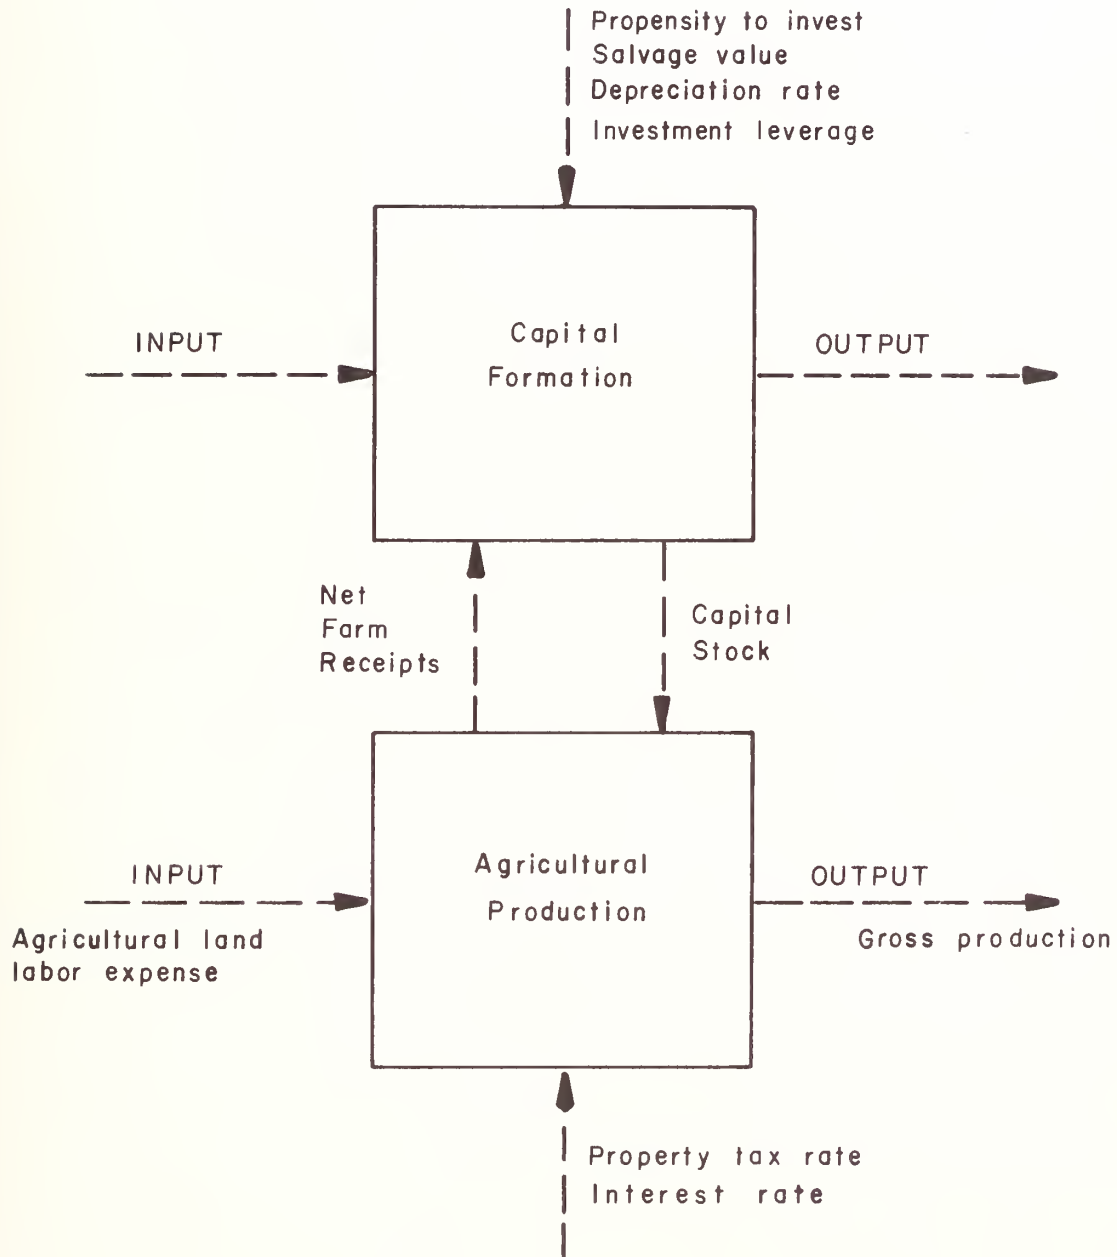 Propensity to invest
Salvage value
Depreciation rate
Investment leverage
INPUT
Capital
Formation
OUTPUT
Net
Farm
Receipts
Capital
Stock
INPUT
Agricultural land
labor expense
Agricultural
Production
OUTPUT
Gross production
Property tax rate
Interest rate